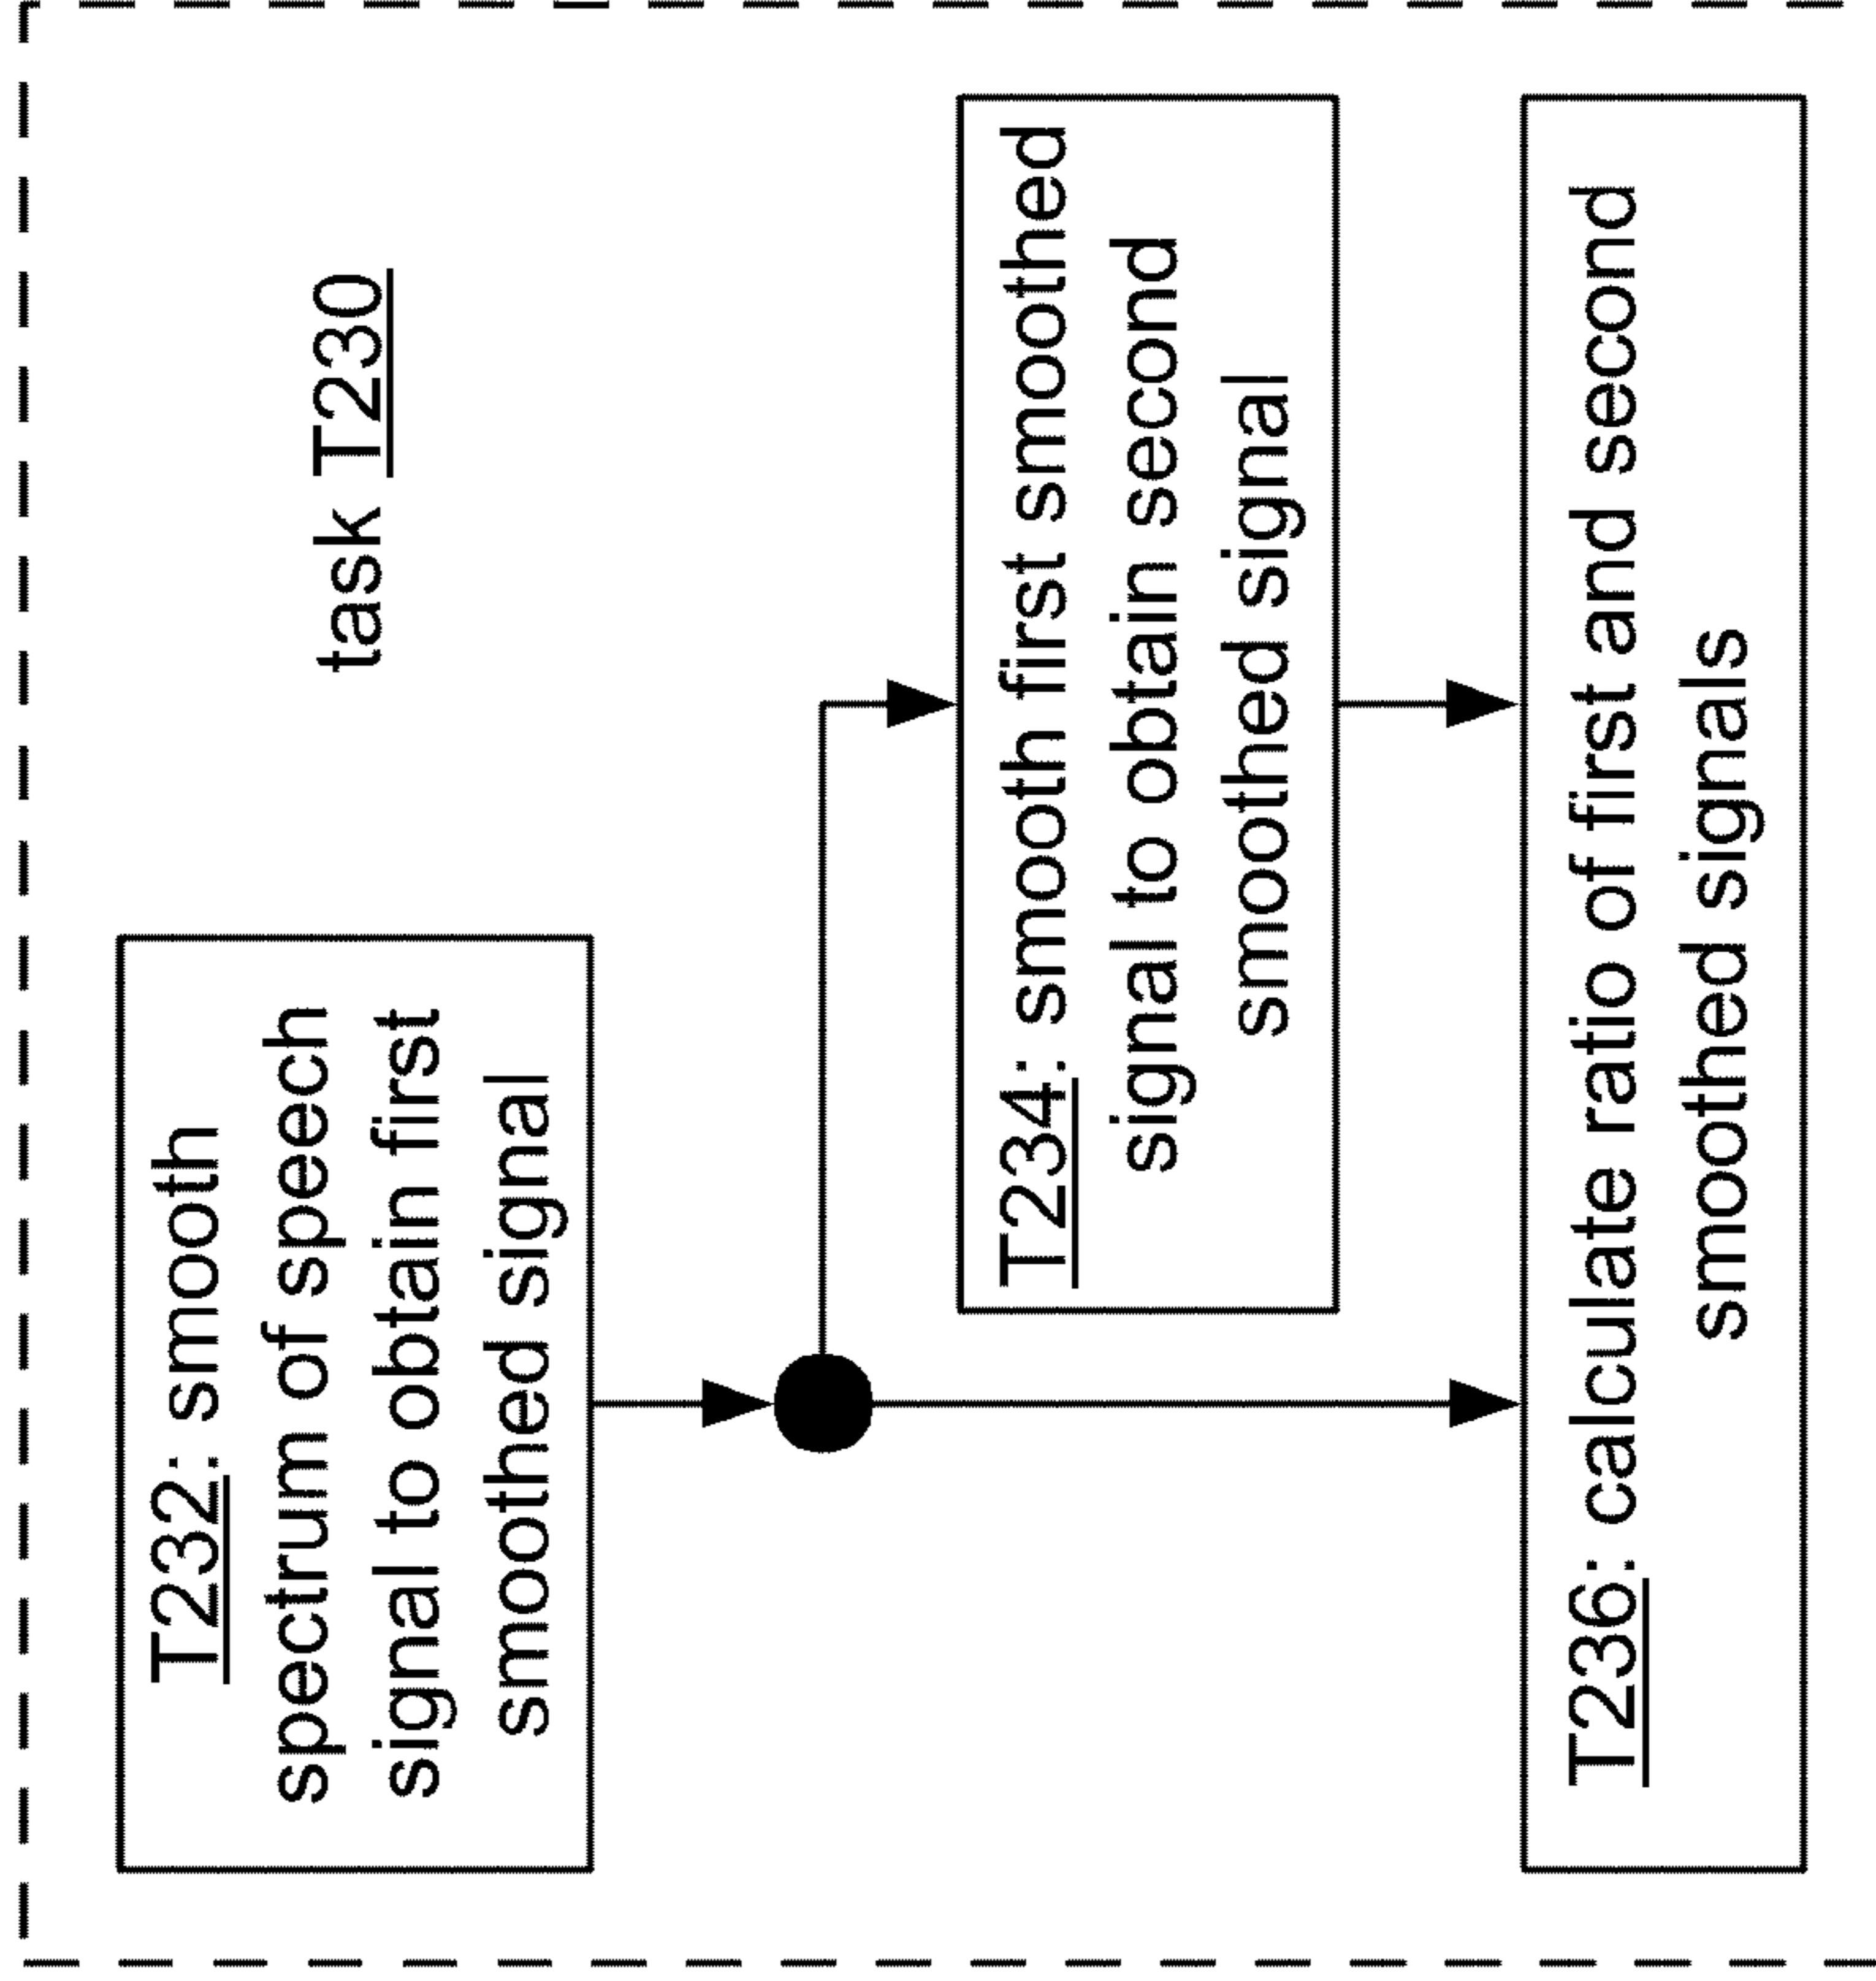 T232: smooth
spectrum of speech
signal to obtain first
smoothed signal
task T230
T234: smooth first smoothed
signal to obtain second
smoothed signal
T236: calculate ratio of first and second
smoothed signals